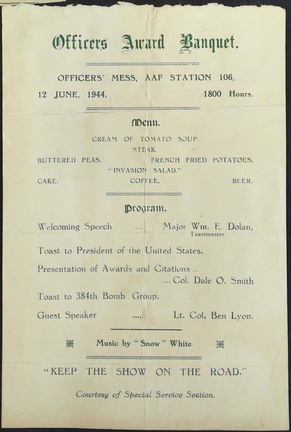 Officers Award Banquet.
OFFICERS' MESS, AAF STATION 106,
12 JUNE, 1944. 1800 Hours.
Menu.
CREAM OF TOMATO SOUP.
STEAK
BUTTERED PEAS. FRENCH FRIED POTATOES.
"INVASION SALAD."
CAKE. COFFEE, BEER.
Program.
Welcoming Speech ... Major Wm. E. Dolan,
Toastmaster
Toast to President of the United States.
Presentation of Awards and Citations ..
.... Col. Dale O. Smith
Toast to 384th Bomb Group.
Guest Speaker .... Lt. Col. Ben Lyon.
Music by "Snow" White
"KEEP THE SHOW ON THE ROAD."
Courtesy of Special Service Section.